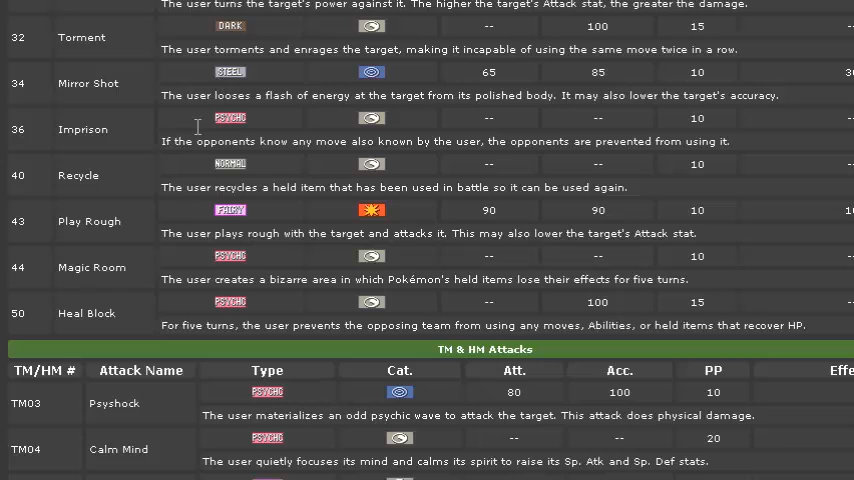 The user turns the target's power against it. The higher the target's Attack stat, the greater the damage.
32 Torment DARK -- 100 15 --
The user torments and enrages the target, making it incapable of using the same move twice in a row.
34 Mirror Shot STEEL 65 85 10 30
The user looses a flash of energy at the target from its polished body. It may also lower the target's accuracy.
36 Imprison PSYCHC -- -- 10 --
If the opponents know any move also known by the user, the opponents are prevented from using it.
40 Recycle NORMAL -- -- 10 --
The user recycles a held item that has been used in battle so it can be used again.
43 Play Rough FAIRY 90 90 10 10
The user plays rough with the target and attacks it. This may also lower the target's Attack stat.
44 Magic Room PSYCHC -- -- 10 --
The user creates a bizarre area in which Pokémon's held items lose their effects for five turns.
50 Heal Block PSYCHC -- 100 15 --
For five turns, the user prevents the opposing team from using any moves, Abilities, or held items that recover HP.
TM & HM Attacks
TM/HM # Attack Name Type Cat. Att. Acc. PP Effe
TM03 Psyshock PSYCHC 80 100 10
The user materializes an odd psychic wave to attack the target. This attack does physical damage.
TM04 Calm Mind PSYCHC -- -- 20
The user quietly focuses its mind and calms its spirit to raise its Sp. Atk and Sp. Def stats.